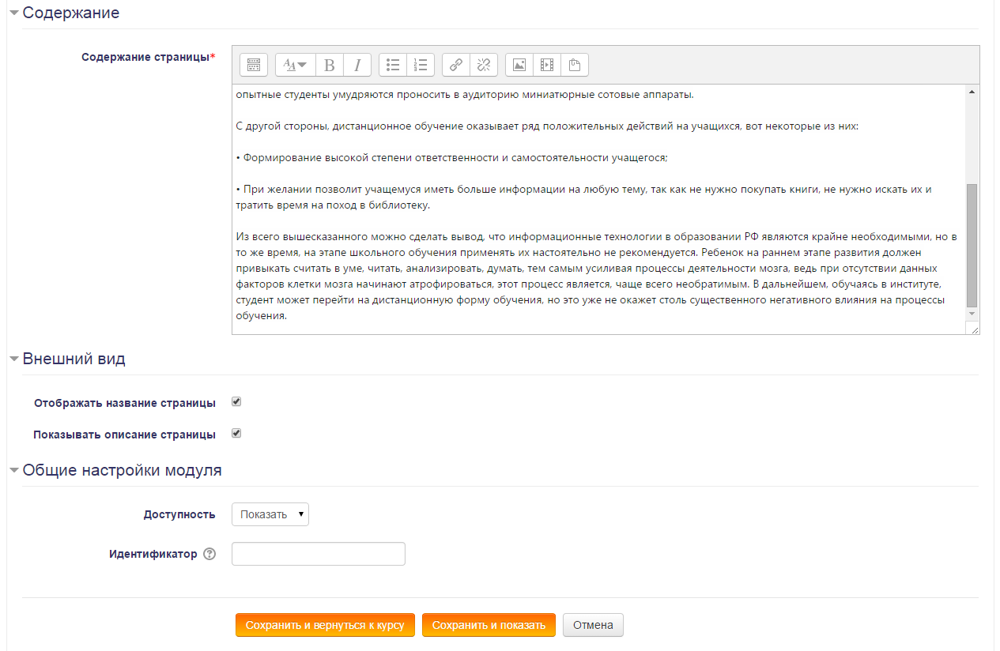 Содержание
Содержание страницы*
опытные студенты умудряются проносить в аудиторию миниатюрные сотовые аппараты.
С другой стороны, дистанционное обучение оказывает ряд положительных действий на учащихся, вот некоторые из них:
• Формирование высокой степени ответственности и самостоятельности учащегося;
• При желании позволит учащемуся иметь больше информации на любую тему, так как не нужно покупать книги, не нужно искать их и
тратить время на поход в библиотеку.
Из всего вышесказанного можно сделать вывод, что информационные технологии в образовании РФ являются крайне необходимыми, но в
то же время, на этапе школьного обучения применять их настоятельно не рекомендуется. Ребенок на раннем этапе развития должен
привыкать считать в уме, читать, анализировать, думать, тем самым усиливая процессы деятельности мозга, ведь при отсутствии данных
факторов клетки мозга начинают атрофироваться, этот процесс является, чаще всего необратимым. В дальнейшем, обучаясь в институте,
студент может перейти на дистанционную форму обучения, но это уже не окажет столь существенного негативного влияния на процессы
обучения.
Внешний вид
Отображать название страницы
Показывать описание страницы
Общие настройки модуля
Доступность Показать
Идентификатор ?
Сохранить и вернуться к курсу Сохранить и показать Отмена